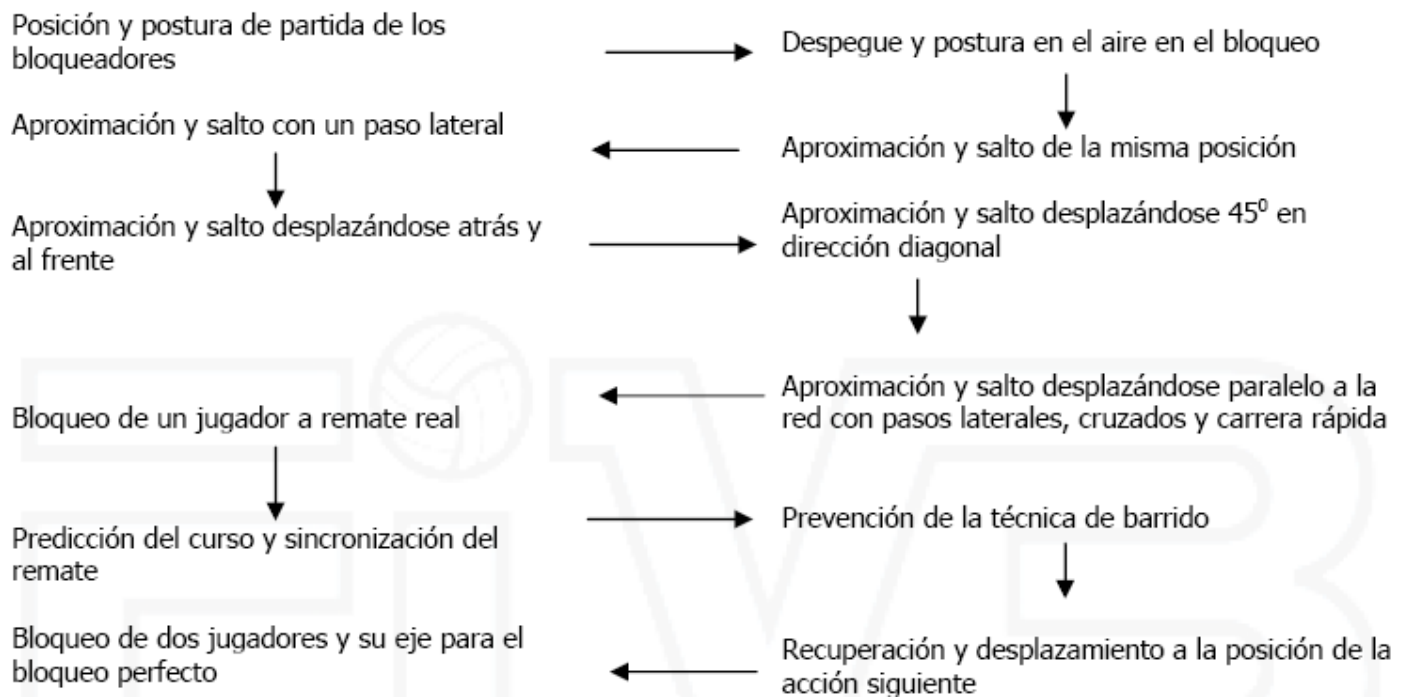 Posición y postura de partida de los
bloqueadores
Despegue y postura en el aire en el bloqueo
Aproximación y salto con un paso lateral
Aproximación y salto de la misma posición
Aproximación y salto desplazándose atrás y
al frente
Aproximación y salto desplazándose 45⁰ en
dirección diagonal
Aproximación y salto desplazándose paralelo a la
red con pasos laterales, cruzados y carrera rápida
Bloqueo de un jugador a remate real
Predicción del curso y sincronización del
remate
Prevención de la técnica de barrido
Recuperación y desplazamiento a la posición de la
acción siguiente
Bloqueo de dos jugadores y su eje para el
bloqueo perfecto
FiVB